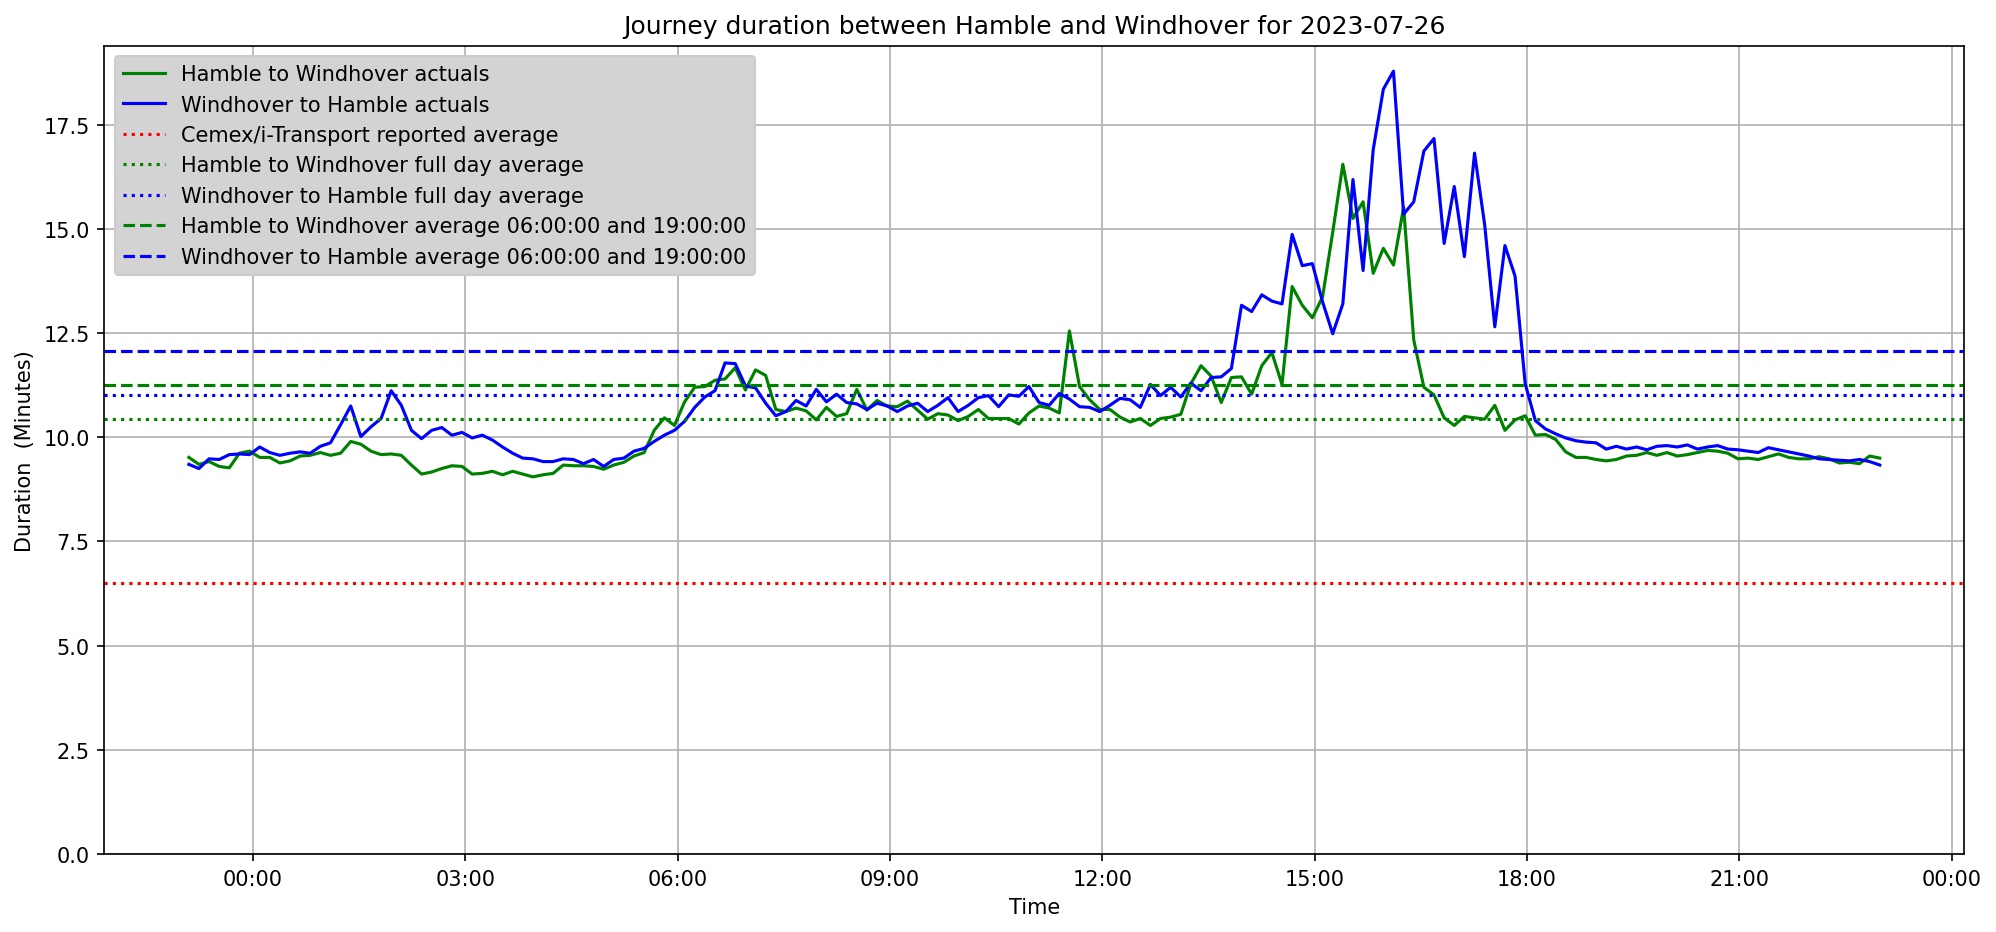 Journey duration between Hamble and Windhover for 2023-07-26
Hamble to Windhover actuals
Windhover to Hamble actuals
Cemex/i-Transport reported average
Hamble to Windhover full day average
Windhover to Hamble full day average
Hamble to Windhover average 06:00:00 and 19:00:00
Windhover to Hamble average 06:00:00 and 19:00:00
17.5
15.0
12.5
10.0
7.5
5.0
2.5
0.0
Duration (Minutes)
00:00 03:00 06:00 09:00 12:00 15:00 18:00 21:00 00:00
Time